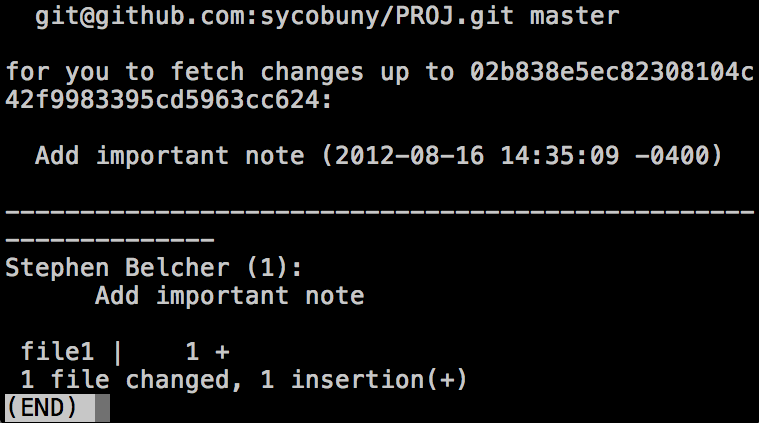 git@github.com:sycobuny/PROJ.git master
for you to fetch changes up to 02b838e5ec82308104c
42f9983395cd5963cc624:
Add important note (2012-08-16 14:35:09 -0400)
--------------------------------------------------
--------------
Stephen Belcher (1):
Add important note
file1 |    1 +
1 file changed, 1 insertion(+)
(END)